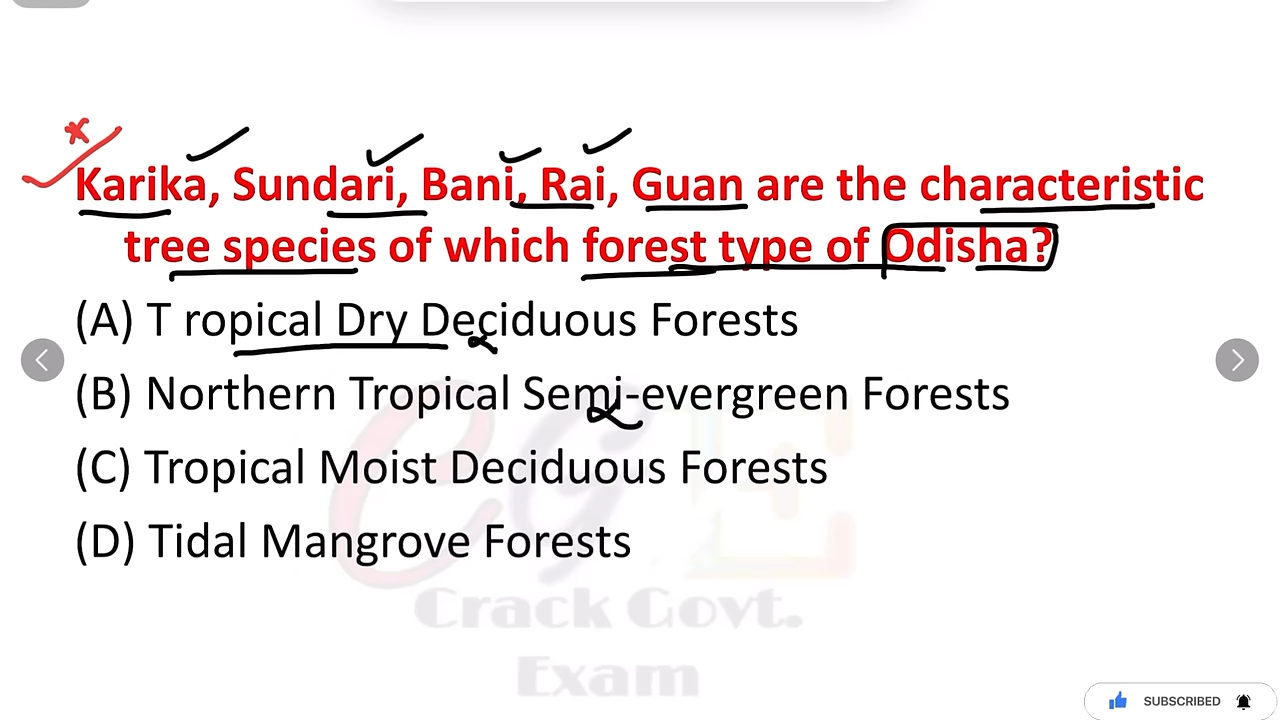 Karika, Sundari, Bani, Rai, Guan are the characteristic
tree species of which forest type of Odisha?
(A) T ropical Dry Deciduous Forests
(B) Northern Tropical Semi-evergreen Forests
(C) Tropical Moist Deciduous Forests
(D) Tidal Mangrove Forests
CGE
Crack Govt.
Exam
SUBSCRIBED